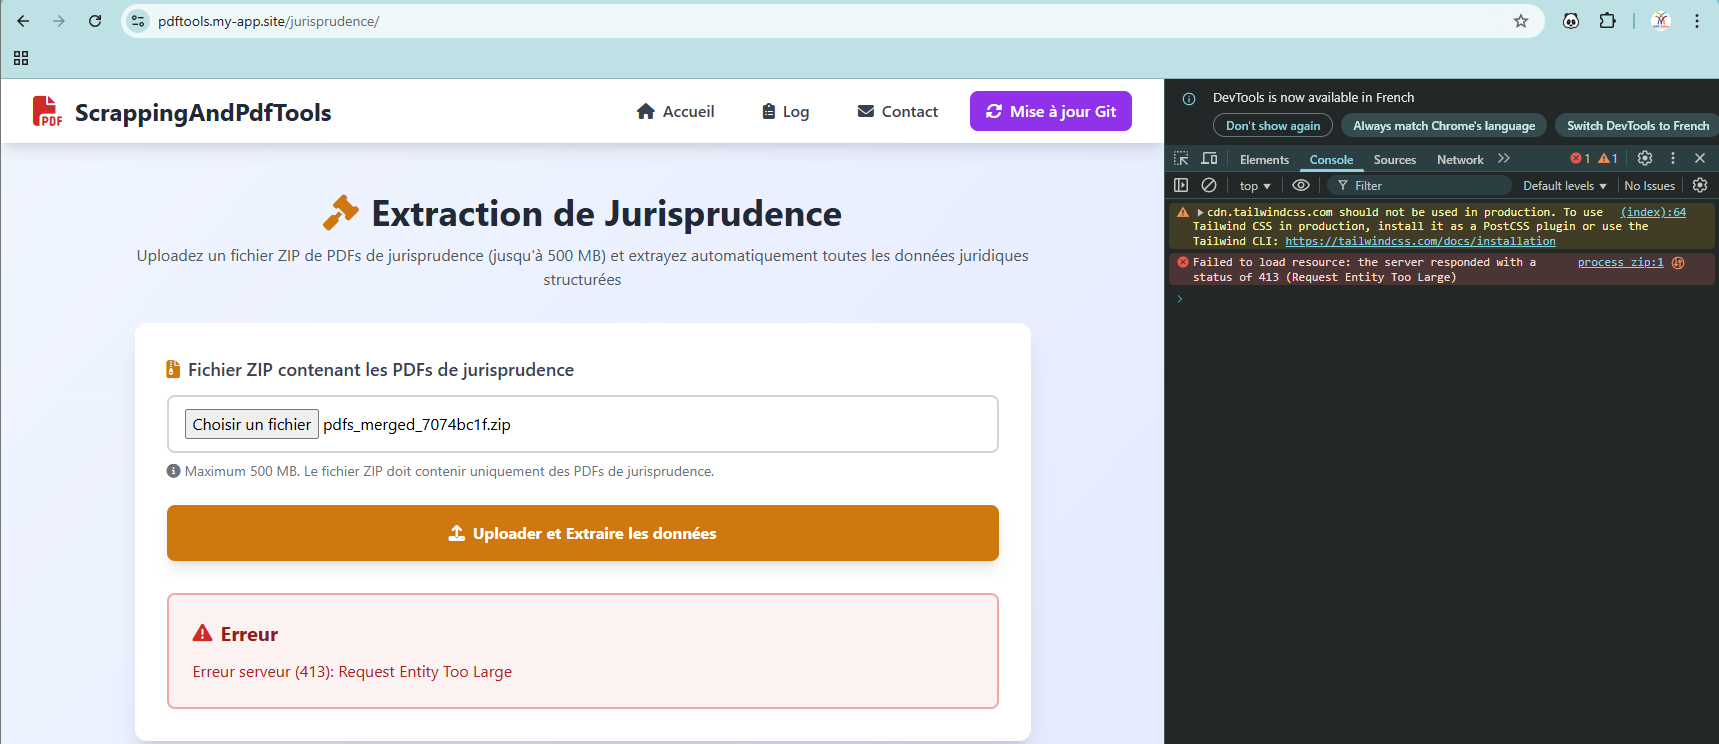 pdftools.my-app.site/jurisprudence/
PDF
ScrappingAndPdfTools
Accueil
Log
Contact
Mise à jour Git
Extraction de Jurisprudence
Uploadez un fichier ZIP de PDFs de jurisprudence (jusqu'à 500 MB) et extrayez automatiquement toutes les données juridiques
structurées
Fichier ZIP contenant les PDFs de jurisprudence
Choisir un fichier pdfs_merged_7074bc1f.zip
Maximum 500 MB. Le fichier ZIP doit contenir uniquement des PDFs de jurisprudence.
Uploader et Extraire les données
Erreur
Erreur serveur (413): Request Entity Too Large
DevTools is now available in French
Don't show again
Always match Chrome's language
Switch DevTools to French
Elements
Console
Sources
Network
1
1
top
Filter
Default levels
No Issues
cdn.tailwindcss.com should not be used in production. To use (index):64
Tailwind CSS in production, install it as a PostCSS plugin or use the
Tailwind CLI: https://tailwindcss.com/docs/installation
Failed to load resource: the server responded with a process_zip:1
status of 413 (Request Entity Too Large)